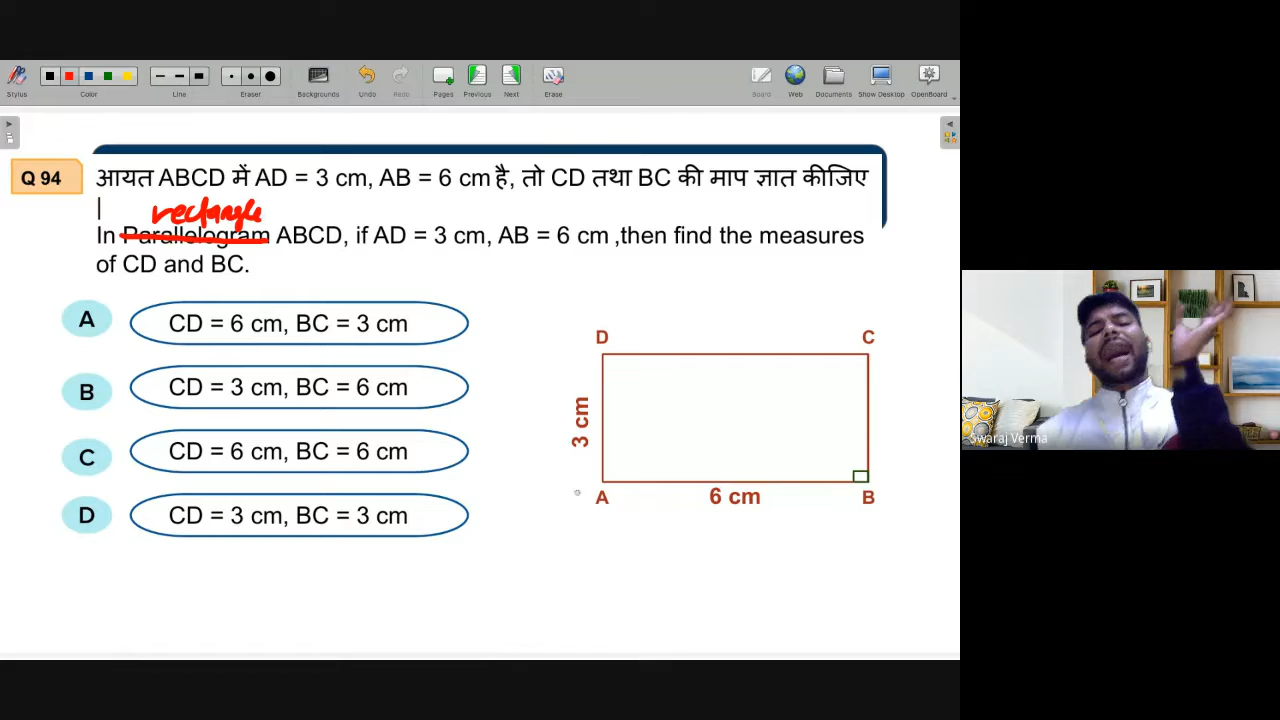 Stylus
Color
Line
Eraser
Backgrounds
Undo
Redo
Pages
Previous
Next
Erase
Board
Web
Documents
Show Desktop
OpenBoard
Q 94
आयत ABCD में AD = 3 cm, AB = 6 cm है, तो CD तथा BC की माप ज्ञात कीजिए
|
rectangle
In Parallelogram ABCD, if AD = 3 cm, AB = 6 cm ,then find the measures
of CD and BC.
A CD = 6 cm, BC = 3 cm
B CD = 3 cm, BC = 6 cm
C CD = 6 cm, BC = 6 cm
D CD = 3 cm, BC = 3 cm
D C
3 cm
A 6 cm B
Swaraj Verma